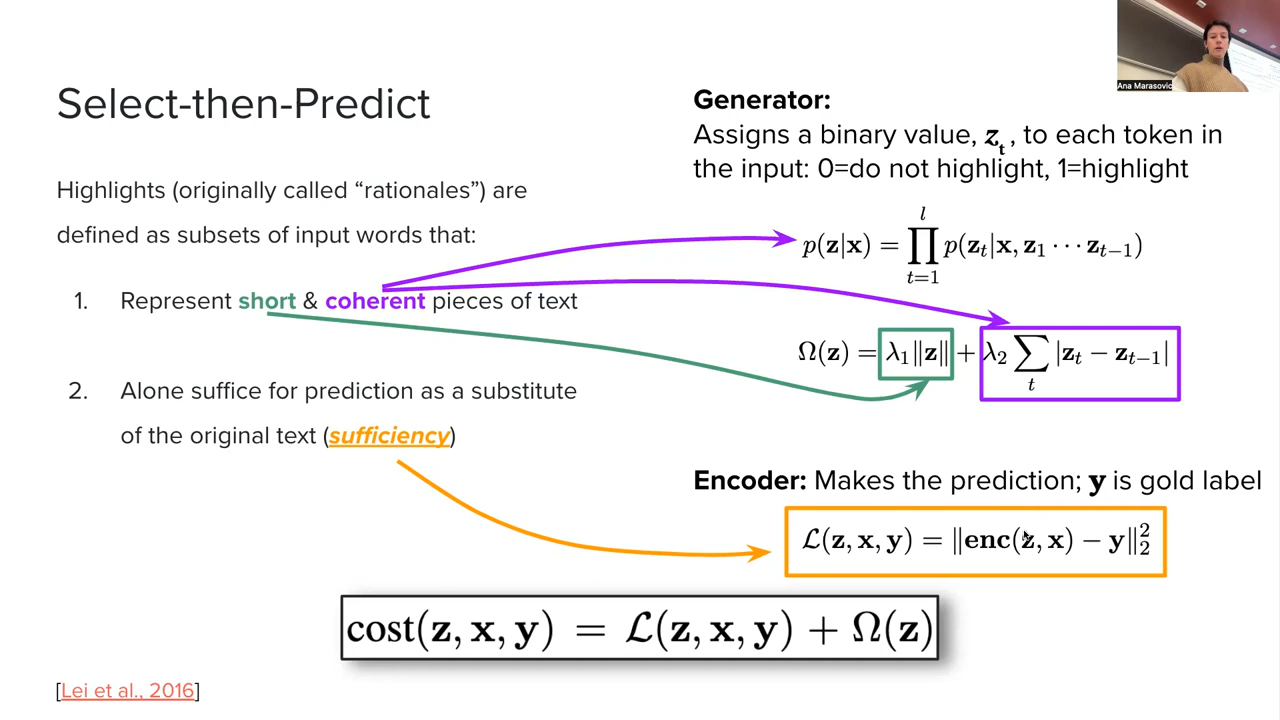 Ana Marasovic
Select-then-Predict
Highlights (originally called “rationales”) are
defined as subsets of input words that:
1. Represent short & coherent pieces of text
2. Alone suffice for prediction as a substitute
of the original text (sufficiency)
Generator:
Assigns a binary value, z_t, to each token in
the input: 0=do not highlight, 1=highlight
p(z|x) = ∏_{t=1}^{l} p(z_t|x, z_1 ⋯ z_{t−1})
Ω(z) = λ_1‖z‖ + λ_2 ∑_t |z_t − z_{t−1}|
Encoder: Makes the prediction; y is gold label
ℒ(z, x, y) = ‖enc(z, x) − y‖_2^2
cost(z, x, y) = ℒ(z, x, y) + Ω(z)
[Lei et al., 2016]